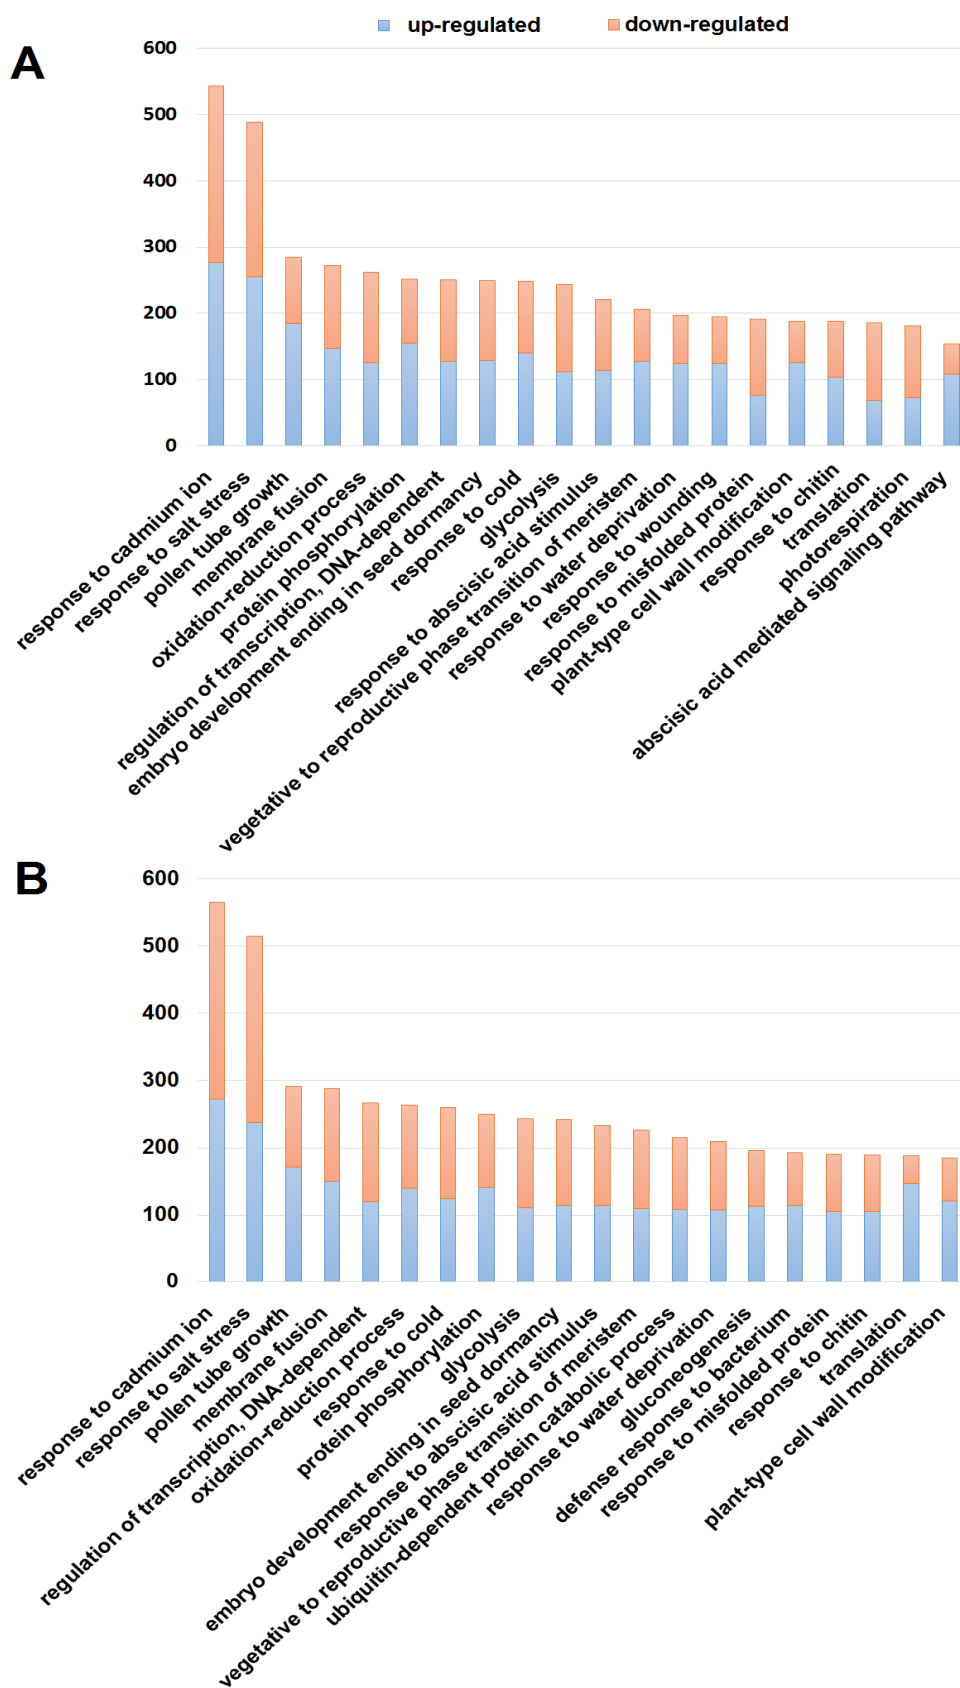 up-regulated down-regulated
A
600
500
400
300
200
100
0
response to cadmium ion
response to salt stress
pollen tube growth
membrane fusion
oxidation-reduction process
protein phosphorylation
regulation of transcription, DNA-dependent
embryo development ending in seed dormancy
response to cold
glycolysis
response to abscisic acid stimulus
vegetative to reproductive phase transition of meristem
response to water deprivation
response to wounding
response to misfolded protein
plant-type cell wall modification
response to chitin
translation
photorespiration
abscisic acid mediated signaling pathway
B
600
500
400
300
200
100
0
response to cadmium ion
response to salt stress
pollen tube growth
membrane fusion
regulation of transcription, DNA-dependent
oxidation-reduction process
response to cold
protein phosphorylation
glycolysis
embryo development ending in seed dormancy
response to abscisic acid stimulus
vegetative to reproductive phase transition of meristem
ubiquitin-dependent protein catabolic process
response to water deprivation
gluconeogenesis
defense response to bacterium
response to misfolded protein
response to chitin
translation
plant-type cell wall modification